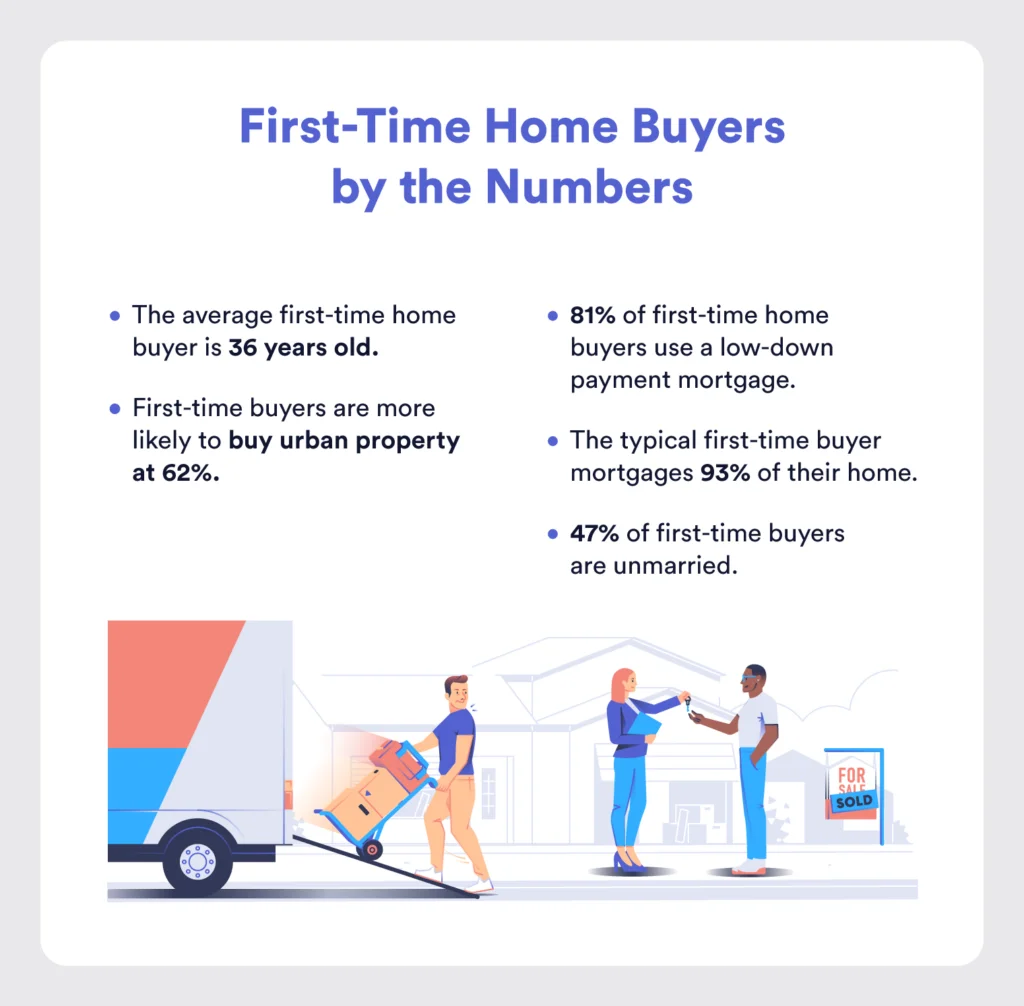 First-Time Home Buyers
by the Numbers
• The average first-time home
buyer is 36 years old.
• First-time buyers are more
likely to buy urban property
at 62%.
• 81% of first-time home
buyers use a low-down
payment mortgage.
• The typical first-time buyer
mortgages 93% of their home.
• 47% of first-time buyers
are unmarried.
FOR
SALE
SOLD